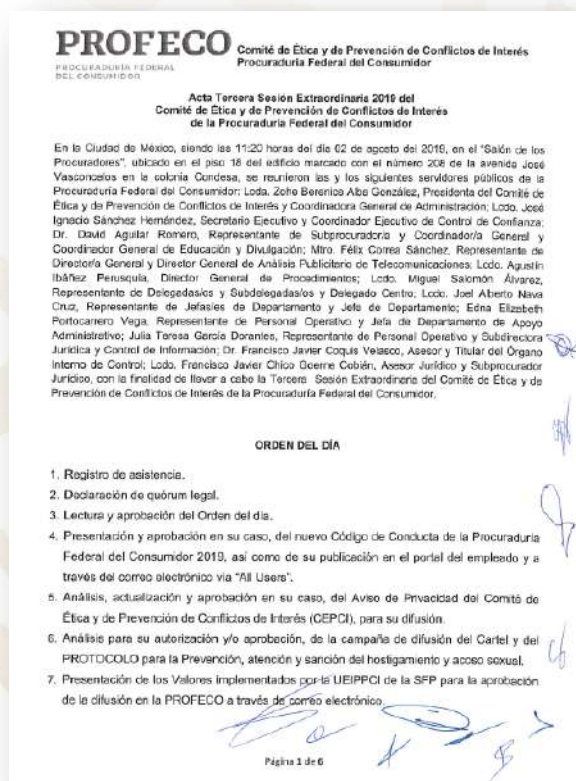 PROFECO
PROCURADURÍA FEDERAL
DEL CONSUMIDOR
Comité de Ética y de Prevención de Conflictos de Interés
Procuraduría Federal del Consumidor
Acta Tercera Sesión Extraordinaria 2019 del
Comité de Ética y de Prevención de Conflictos de Interés
de la Procuraduría Federal del Consumidor
En la Ciudad de México, siendo las 11:20 horas del día 02 de agosto del 2019, en el "Salón de los
Procuradores", ubicado en el piso 18 del edificio marcado con el número 208 de la avenida José
Vasconcelos en la colonia Condesa, se reunieron las y los siguientes servidores públicos de la
Procuraduría Federal del Consumidor: Lcda. Zohe Berenice Alba González, Presidenta del Comité de
Ética y de Prevención de Conflictos de Interés y Coordinadora General de Administración; Lcdo. José
Ignacio Sánchez Hernández, Secretario Ejecutivo y Coordinador Ejecutivo de Control de Confianza;
Dr. David Aguilar Romero, Representante de Subprocurador/a y Coordinador/a General y
Coordinador General de Educación y Divulgación; Mtro. Félix Correa Sánchez, Representante de
Director/a General y Director General de Análisis Publicitario de Telecomunicaciones; Lcdo. Agustín
Ibáñez Perusquía, Director General de Procedimientos; Lcdo. Miguel Salomón Álvarez,
Representante de Delegadas/os y Subdelegadas/os y Delegado Centro; Lcdo. Joel Alberto Nava
Cruz, Representante de Jefas/es de Departamento y Jefe de Departamento; Edna Elizabeth
Portocarrero Vega, Representante de Personal Operativo y Jefa de Departamento de Apoyo
Administrativo; Julia Teresa García Dorantes, Representante de Personal Operativo y Subdirectora
Jurídica y Control de Información; Dr. Francisco Javier Coquis Velasco, Asesor y Titular del Órgano
Interno de Control; Lcdo. Francisco Javier Chico Goerne Cobián, Asesor Jurídico y Subprocurador
Jurídico, con la finalidad de llevar a cabo la Tercera Sesión Extraordinaria del Comité de Ética y de
Prevención de Conflictos de Interés de la Procuraduría Federal del Consumidor.
ORDEN DEL DÍA
1. Registro de asistencia.
2. Declaración de quórum legal.
3. Lectura y aprobación del Orden del día.
4. Presentación y aprobación en su caso, del nuevo Código de Conducta de la Procuraduría
Federal del Consumidor 2019, así como de su publicación en el portal del empleado y a
través del correo electrónico vía "All Users".
5. Análisis, actualización y aprobación en su caso, del Aviso de Privacidad del Comité de
Ética y de Prevención de Conflictos de Interés (CEPCI), para su difusión.
6. Análisis para su autorización y/o aprobación, de la campaña de difusión del Cartel y del
PROTOCOLO para la Prevención, atención y sanción del hostigamiento y acoso sexual.
7. Presentación de los Valores implementados por la UEIPPCI de la SFP para la aprobación
de la difusión en la PROFECO a través de correo electrónico.
Página 1 de 6